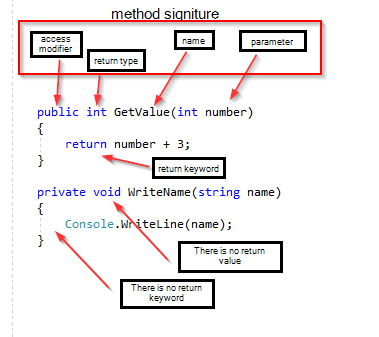 method signiture
access
modifier
return type
name
parameter
public int GetValue(int number)
{
return number + 3;
}
return keyword
private void WriteName(string name)
{
Console.WriteLine(name);
}
There is no return
value
There is no return
keyword